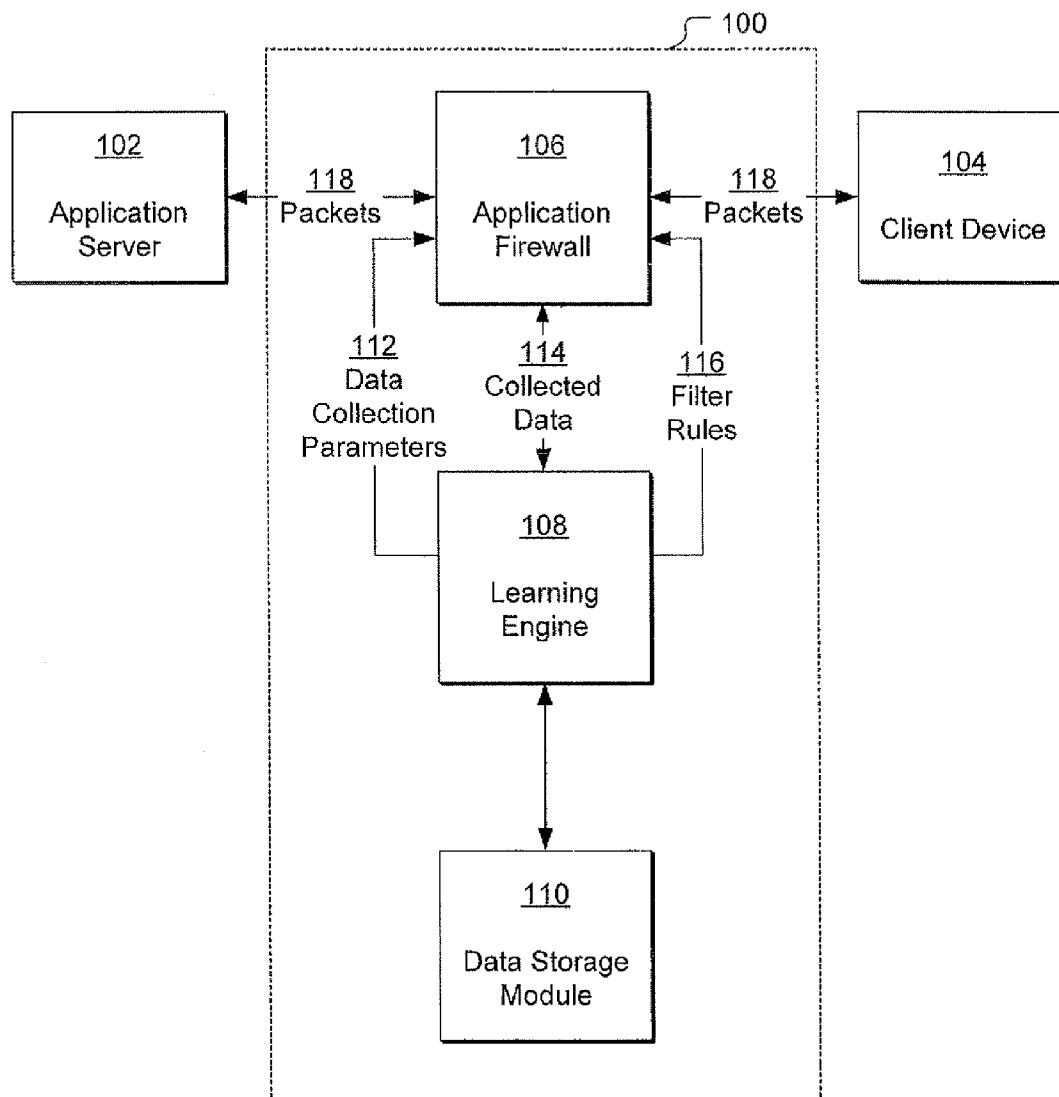 100
102
Application
Server
118
Packets
106
Application
Firewall
118
Packets
104
Client Device
112
Data
Collection
Parameters
114
Collected
Data
116
Filter
Rules
108
Learning
Engine
110
Data Storage
Module